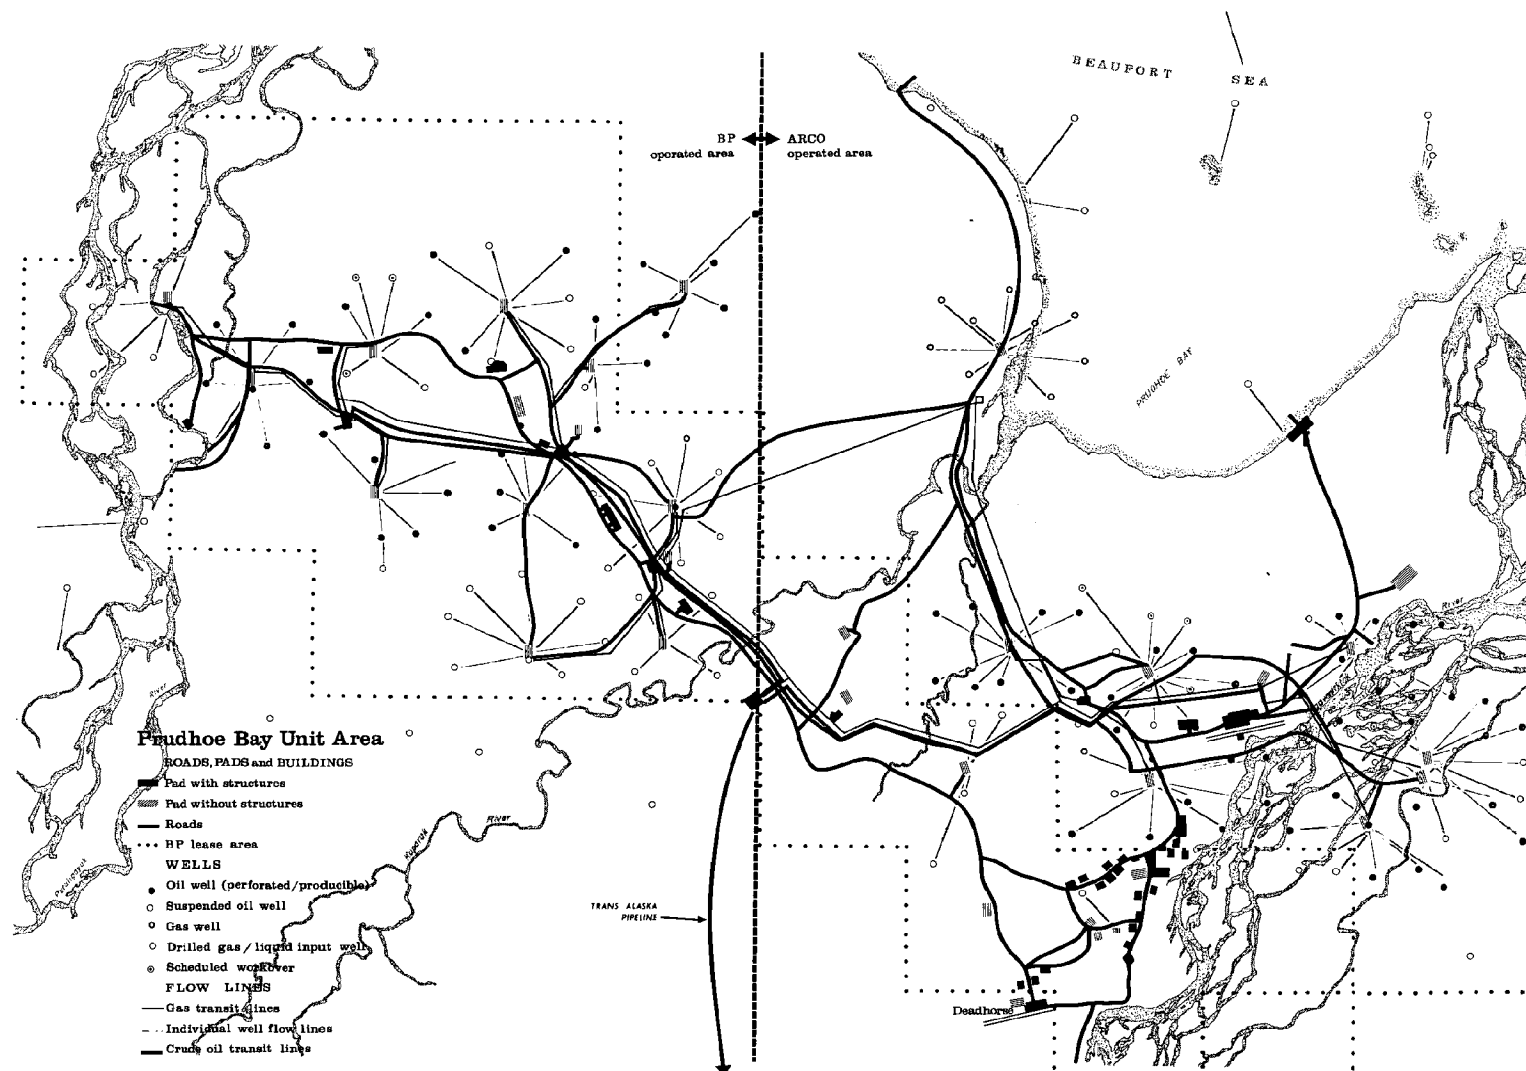 BEAUFORT SEA
BP
oporated area
ARCO
operated area
PRUDHOE BAY
River
River
Prudhoe Bay Unit Area
ROADS, PADS and BUILDINGS
Pad with structures
Pad without structures
Roads
BP lease area
WELLS
Oil well (perforated/producible)
Suspended oil well
Gas well
Drilled gas / liquid input well
Scheduled workover
FLOW LINES
Gas transit lines
Individual well flow lines
Crude oil transit lines
Kuparuk River
TRANS ALASKA
PIPELINE
Deadhorse